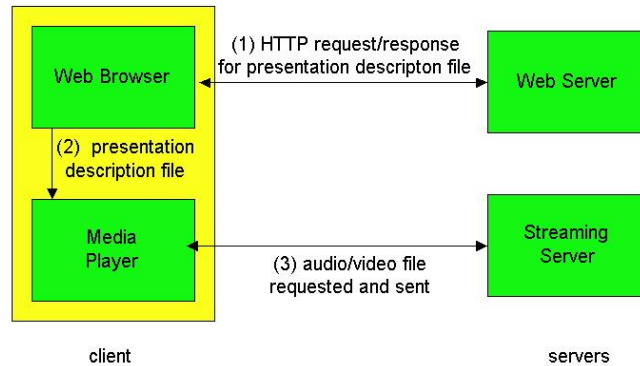 Web Browser
(1) HTTP request/response
for presentation descripton file
Web Server
(2) presentation
description file
Media
Player
(3) audio/video file
requested and sent
Streaming
Server
client
servers